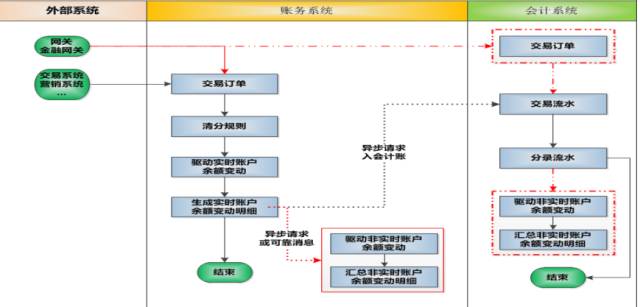 外部系统
账务系统
会计系统
网关
金融网关
交易订单
交易系统
营销系统
...
交易订单
交易流水
清分规则
异步请求
入会计账
驱动实时账户
余额变动
分录流水
生成实时账户
余额变动明细
驱动非实时账户
余额变动
异步请求
或可靠消息
驱动非实时账户
余额变动
汇总非实时账户
余额变动明细
结束
汇总非实时账户
余额变动明细
结束